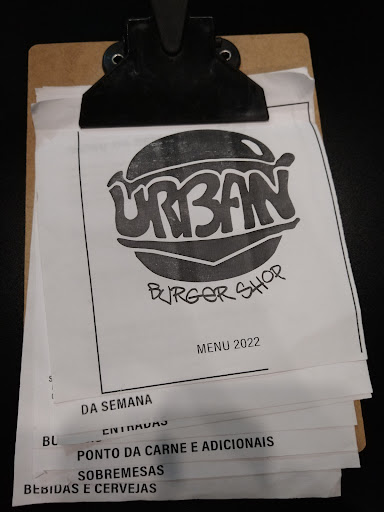 URBAN
BURGER SHOP
MENU 2022
DA SEMANA
ENTRADAS
PONTO DA CARNE E ADICIONAIS
SOBREMESAS
BEBIDAS E CERVEJAS